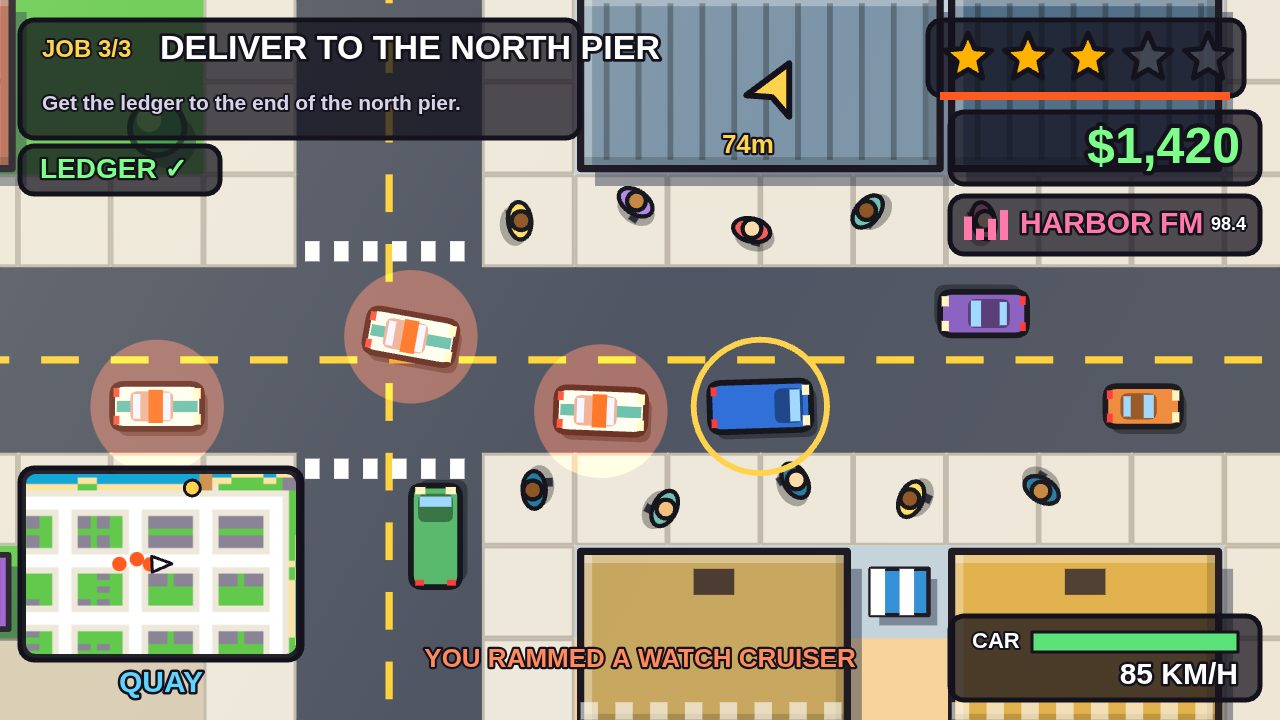 JOB 3/3 DELIVER TO THE NORTH PIER
Get the ledger to the end of the north pier.
LEDGER ✓
74m
$1,420
HARBOR FM 98.4
QUAY
YOU RAMMED A WATCH CRUISER
CAR
85 KM/H